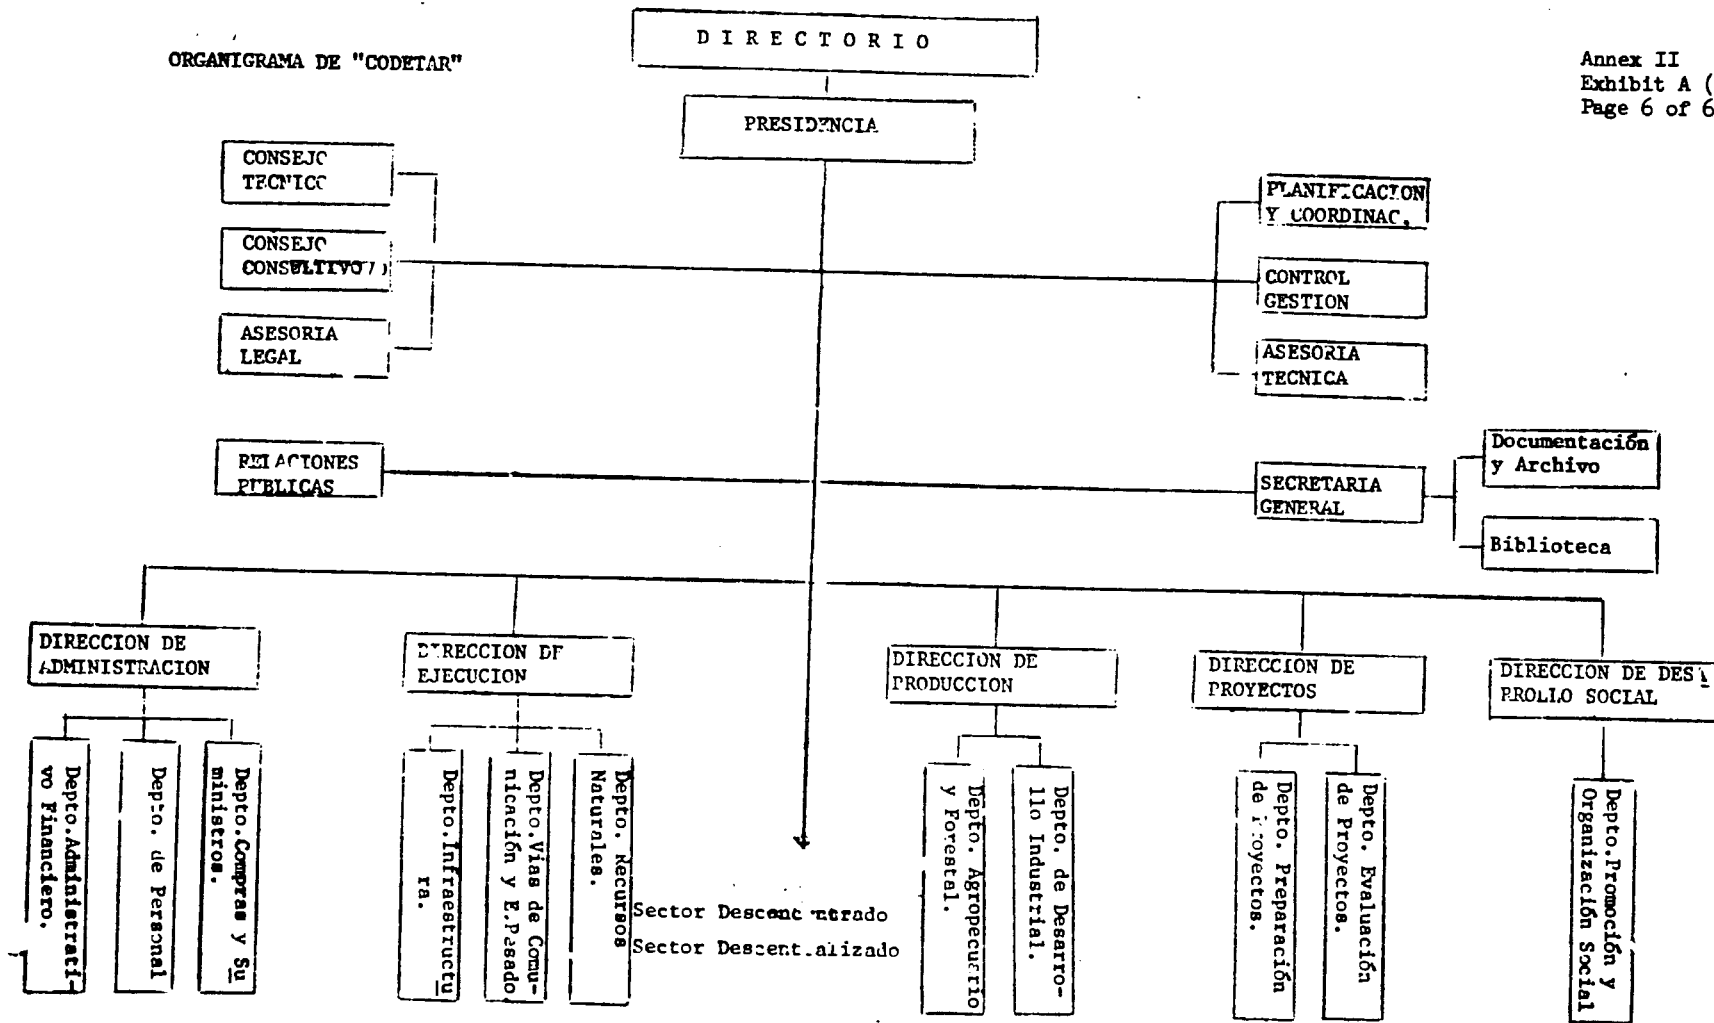 ORGANIGRAMA DE "CODETAR"
Annex II
Exhibit A (
Page 6 of 6
D I R E C T O R I O
PRESIDENCIA
CONSEJO
TECNICO
CONSEJO
CONSULTIVO
ASESORIA
LEGAL
PLANIFICACION
Y COORDINAC.
CONTROL
GESTION
ASESORIA
TECNICA
RELACIONES
PUBLICAS
SECRETARIA
GENERAL
Documentación
y Archivo
Biblioteca
DIRECCION DE
ADMINISTRACION
DIRECCION DE
EJECUCION
DIRECCION DE
PRODUCCION
DIRECCION DE
PROYECTOS
DIRECCION DE DESA
RROLLO SOCIAL
Depto.Administrati-
vo Financiero.
Depto. de Personal
Depto.Compras y Su
ministros.
Depto.Infraestructu
ra.
Depto.Vias de Comu-
nicación y E.Pesado
Depto. Recursos
Naturales.
Sector Desconcentrado
Sector Descentralizado
Depto. Agropecuario
y Forestal.
Depto. de Desarro-
llo Industrial.
Depto. Preparación
de Proyectos.
Depto. Evaluación
de Proyectos.
Depto.Promoción y
Organización Social